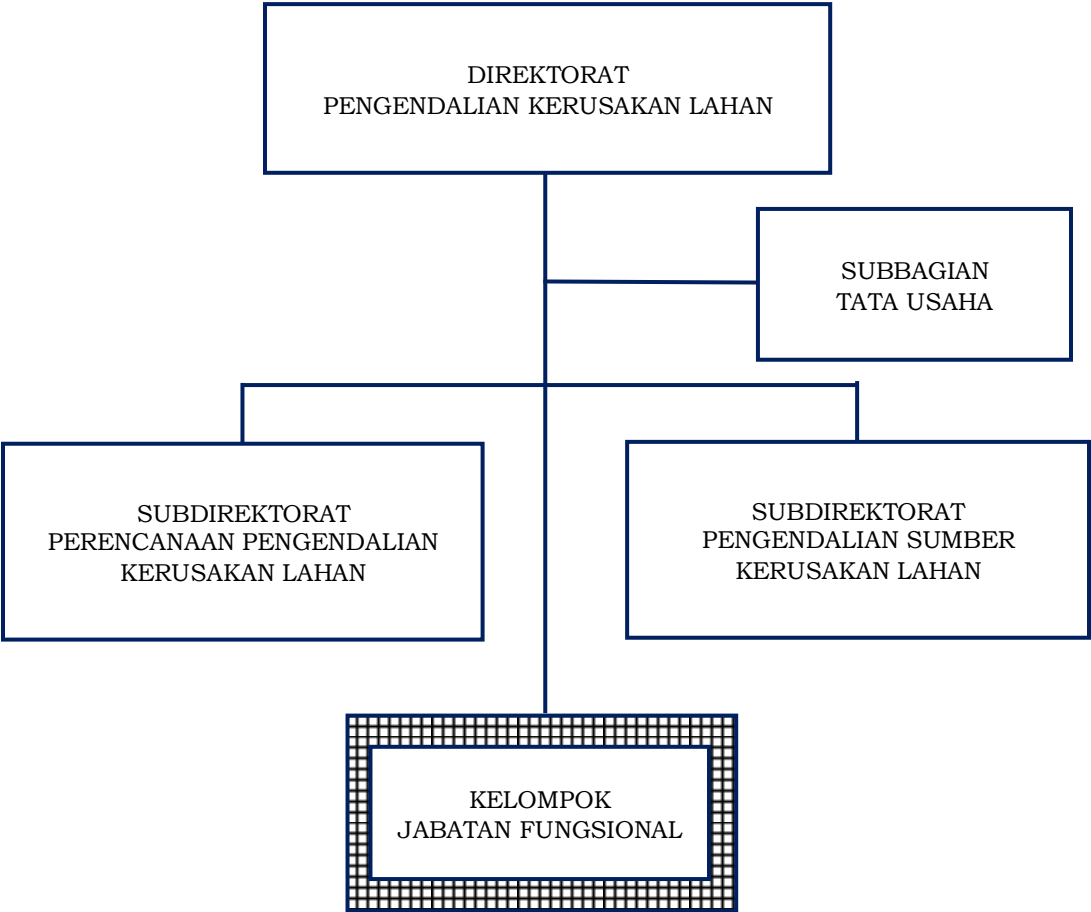 DIREKTORAT
PENGENDALIAN KERUSAKAN LAHAN
SUBBAGIAN
TATA USAHA
SUBDIREKTORAT
PERENCANAAN PENGENDALIAN
KERUSAKAN LAHAN
SUBDIREKTORAT
PENGENDALIAN SUMBER
KERUSAKAN LAHAN
KELOMPOK
JABATAN FUNGSIONAL